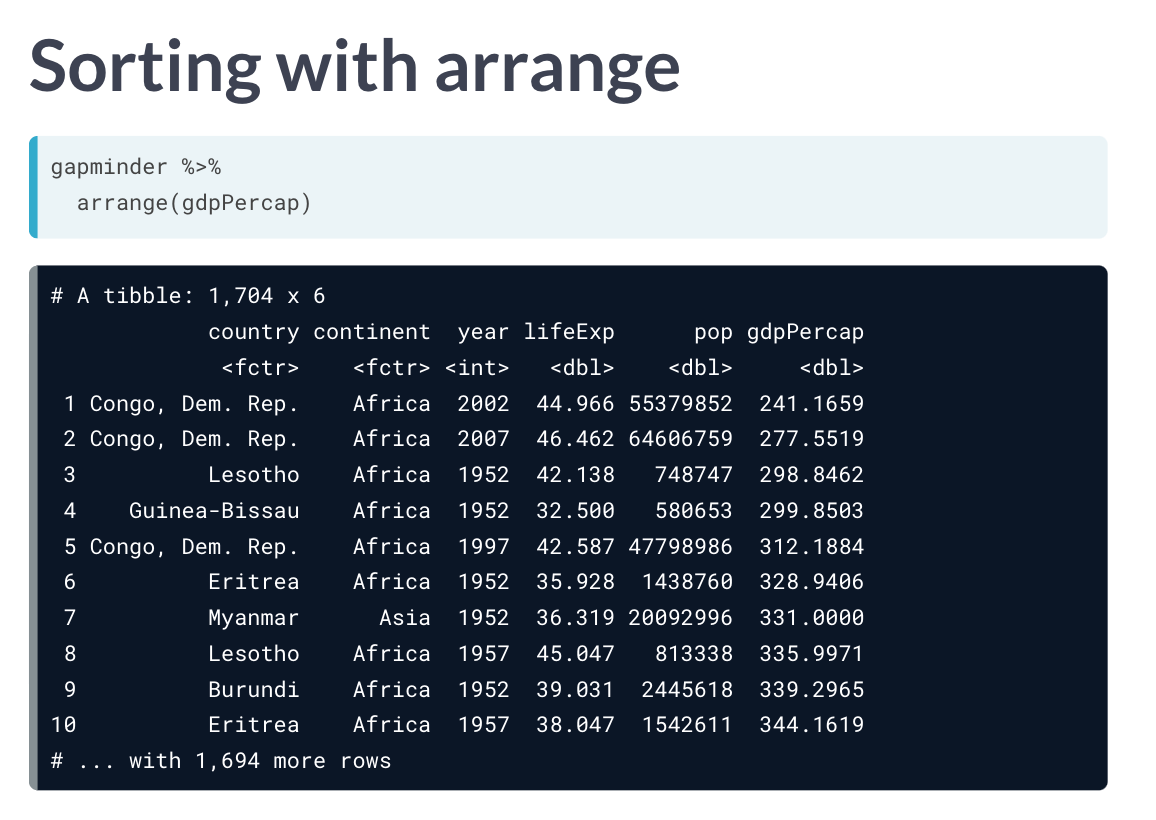 Sorting with arrange
gapminder %>%
  arrange(gdpPercap)
# A tibble: 1,704 x 6
            country continent  year lifeExp      pop gdpPercap
             <fctr>    <fctr> <int>   <dbl>    <dbl>     <dbl>
 1 Congo, Dem. Rep.    Africa  2002  44.966 55379852  241.1659
 2 Congo, Dem. Rep.    Africa  2007  46.462 64606759  277.5519
 3          Lesotho    Africa  1952  42.138   748747  298.8462
 4    Guinea-Bissau    Africa  1952  32.500   580653  299.8503
 5 Congo, Dem. Rep.    Africa  1997  42.587 47798986  312.1884
 6          Eritrea    Africa  1952  35.928  1438760  328.9406
 7          Myanmar      Asia  1952  36.319 20092996  331.0000
 8          Lesotho    Africa  1957  45.047   813338  335.9971
 9          Burundi    Africa  1952  39.031  2445618  339.2965
10          Eritrea    Africa  1957  38.047  1542611  344.1619
# ... with 1,694 more rows